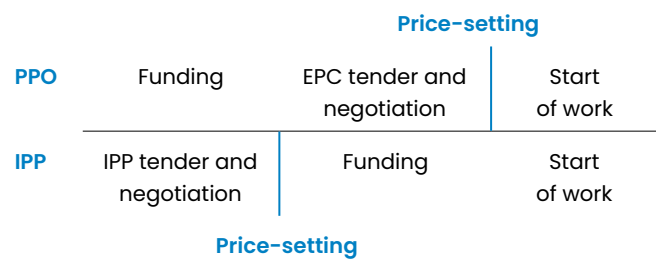 Price-setting
PPO Funding EPC tender and negotiation Start of work
IPP IPP tender and negotiation Funding Start of work
Price-setting